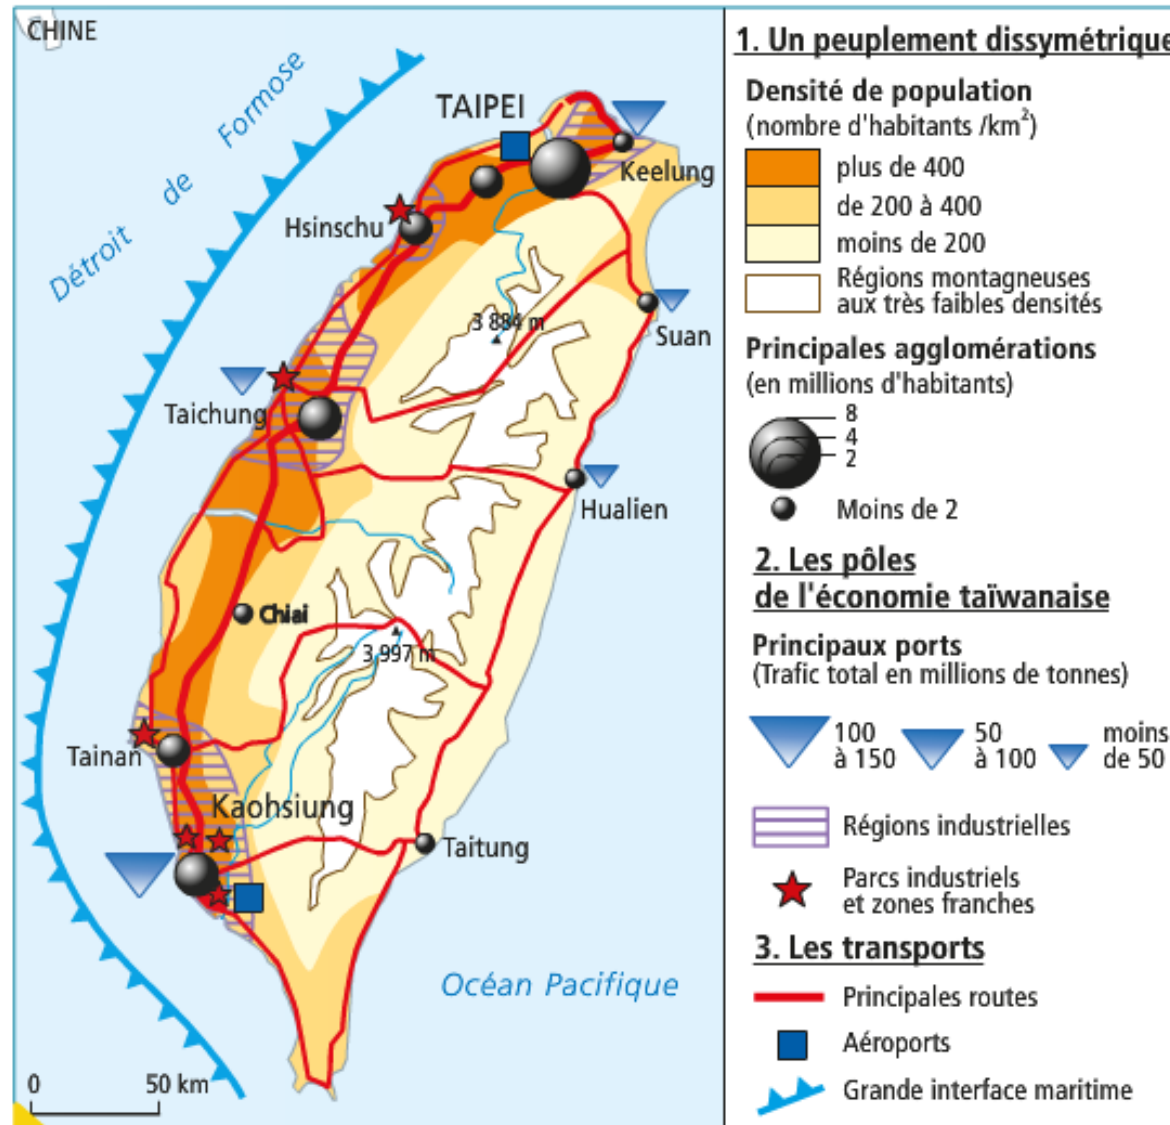 CHINE
Détroit de Formose
TAIPEI
Keelung
Hsinschu
3 884 m
Suan
Taichung
Hualien
Chiai
3 997 m
Tainan
Kaohsiung
Taitung
Océan Pacifique
0 50 km
1. Un peuplement dissymétrique
Densité de population
(nombre d'habitants /km²)
plus de 400
de 200 à 400
moins de 200
Régions montagneuses
aux très faibles densités
Principales agglomérations
(en millions d'habitants)
8
4
2
Moins de 2
2. Les pôles
de l'économie taïwanaise
Principaux ports
(Trafic total en millions de tonnes)
100
à 150
50
à 100
moins
de 50
Régions industrielles
Parcs industriels
et zones franches
3. Les transports
Principales routes
Aéroports
Grande interface maritime